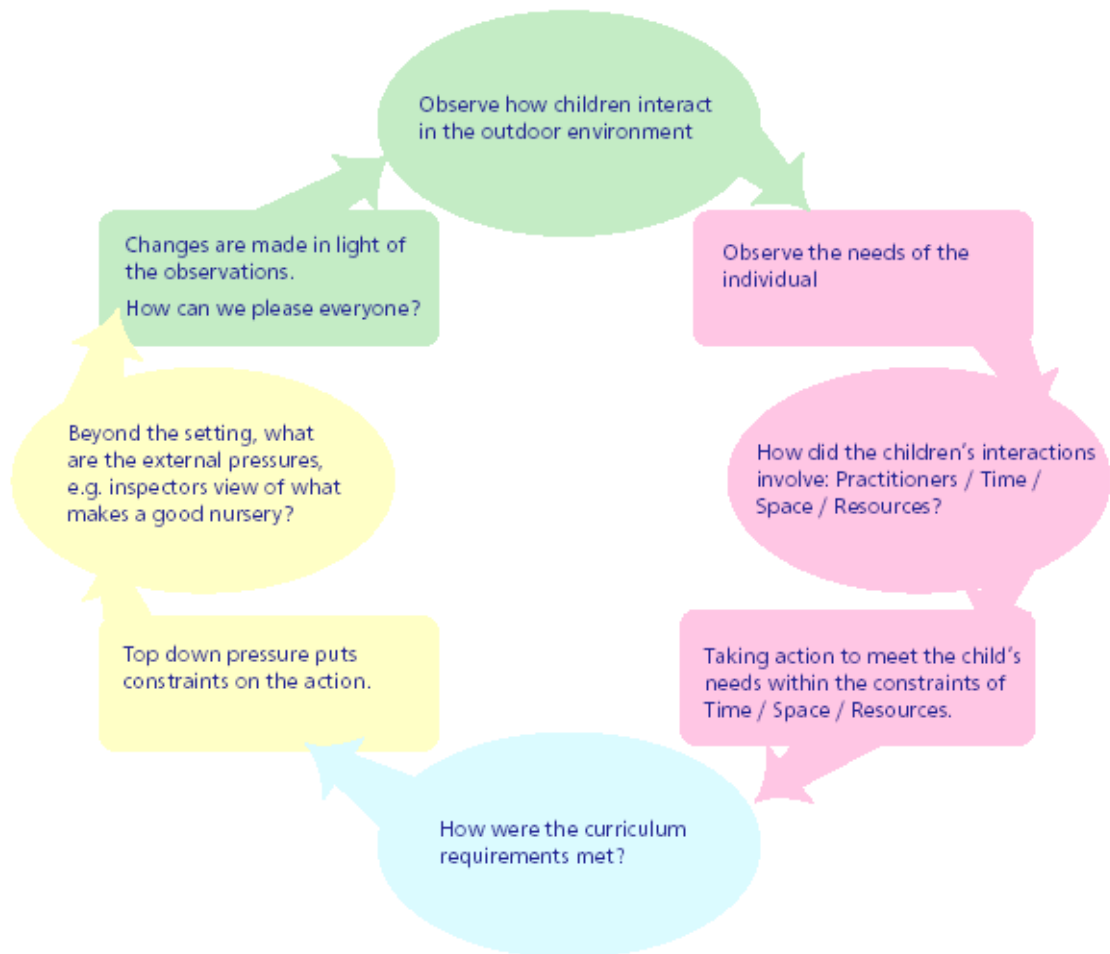 Observe how children interact
in the outdoor environment
Observe the needs of the
individual
How did the children's interactions
involve: Practitioners / Time /
Space / Resources?
Taking action to meet the child's
needs within the constraints of
Time / Space / Resources.
How were the curriculum
requirements met?
Top down pressure puts
constraints on the action.
Beyond the setting, what
are the external pressures,
e.g. inspectors view of what
makes a good nursery?
Changes are made in light of
the observations.
How can we please everyone?